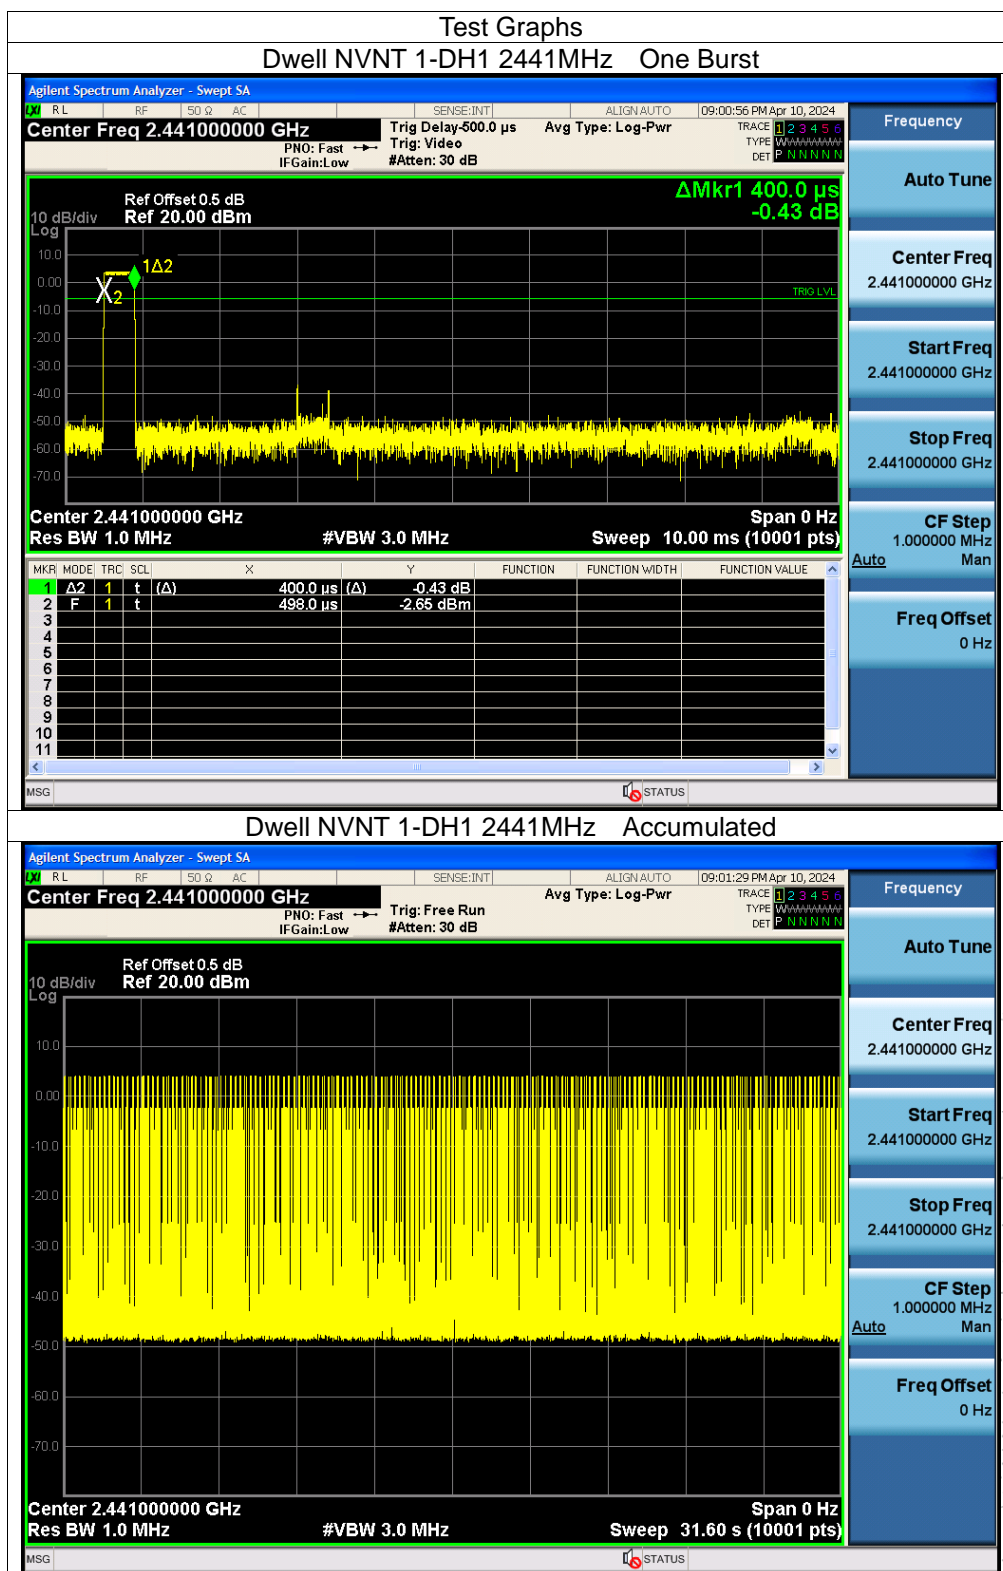 Test Graphs
Dwell NVNT 1-DH1 2441MHz One Burst
Agilent Spectrum Analyzer - Swept SA
LXI RL RF 50 Ω AC SENSE:INT ALIGN AUTO 09:00:56 PM Apr 10, 2024
Center Freq 2.441000000 GHz
PNO: Fast
IFGain:Low
Trig Delay-500.0 µs
Trig: Video
#Atten: 30 dB
Avg Type: Log-Pwr
TRACE 1 2 3 4 5 6
TYPE WWWWWW
DET P N N N N N
Frequency
Auto Tune
Center Freq
2.441000000 GHz
Start Freq
2.441000000 GHz
Stop Freq
2.441000000 GHz
CF Step
1.000000 MHz
Auto Man
Freq Offset
0 Hz
ΔMkr1 400.0 µs
-0.43 dB
Ref Offset 0.5 dB
10 dB/div Ref 20.00 dBm
Log
10.0
0.00
-10.0
-20.0
-30.0
-40.0
-50.0
-60.0
-70.0
1Δ2
X2
TRIG LVL
Center 2.441000000 GHz Span 0 Hz
Res BW 1.0 MHz #VBW 3.0 MHz Sweep 10.00 ms (10001 pts)
MKR MODE TRC SCL X Y FUNCTION FUNCTION WIDTH FUNCTION VALUE
1 Δ2 1 t (Δ) 400.0 µs (Δ) -0.43 dB
2 F 1 t 498.0 µs -2.65 dBm
3
4
5
6
7
8
9
10
11
MSG STATUS
Dwell NVNT 1-DH1 2441MHz Accumulated
Agilent Spectrum Analyzer - Swept SA
LXI RL RF 50 Ω AC SENSE:INT ALIGN AUTO 09:01:29 PM Apr 10, 2024
Center Freq 2.441000000 GHz
PNO: Fast
IFGain:Low
Trig: Free Run
#Atten: 30 dB
Avg Type: Log-Pwr
TRACE 1 2 3 4 5 6
TYPE WWWWWW
DET P N N N N N
Frequency
Auto Tune
Center Freq
2.441000000 GHz
Start Freq
2.441000000 GHz
Stop Freq
2.441000000 GHz
CF Step
1.000000 MHz
Auto Man
Freq Offset
0 Hz
Ref Offset 0.5 dB
10 dB/div Ref 20.00 dBm
Log
10.0
0.00
-10.0
-20.0
-30.0
-40.0
-50.0
-60.0
-70.0
Center 2.441000000 GHz Span 0 Hz
Res BW 1.0 MHz #VBW 3.0 MHz Sweep 31.60 s (10001 pts)
MSG STATUS